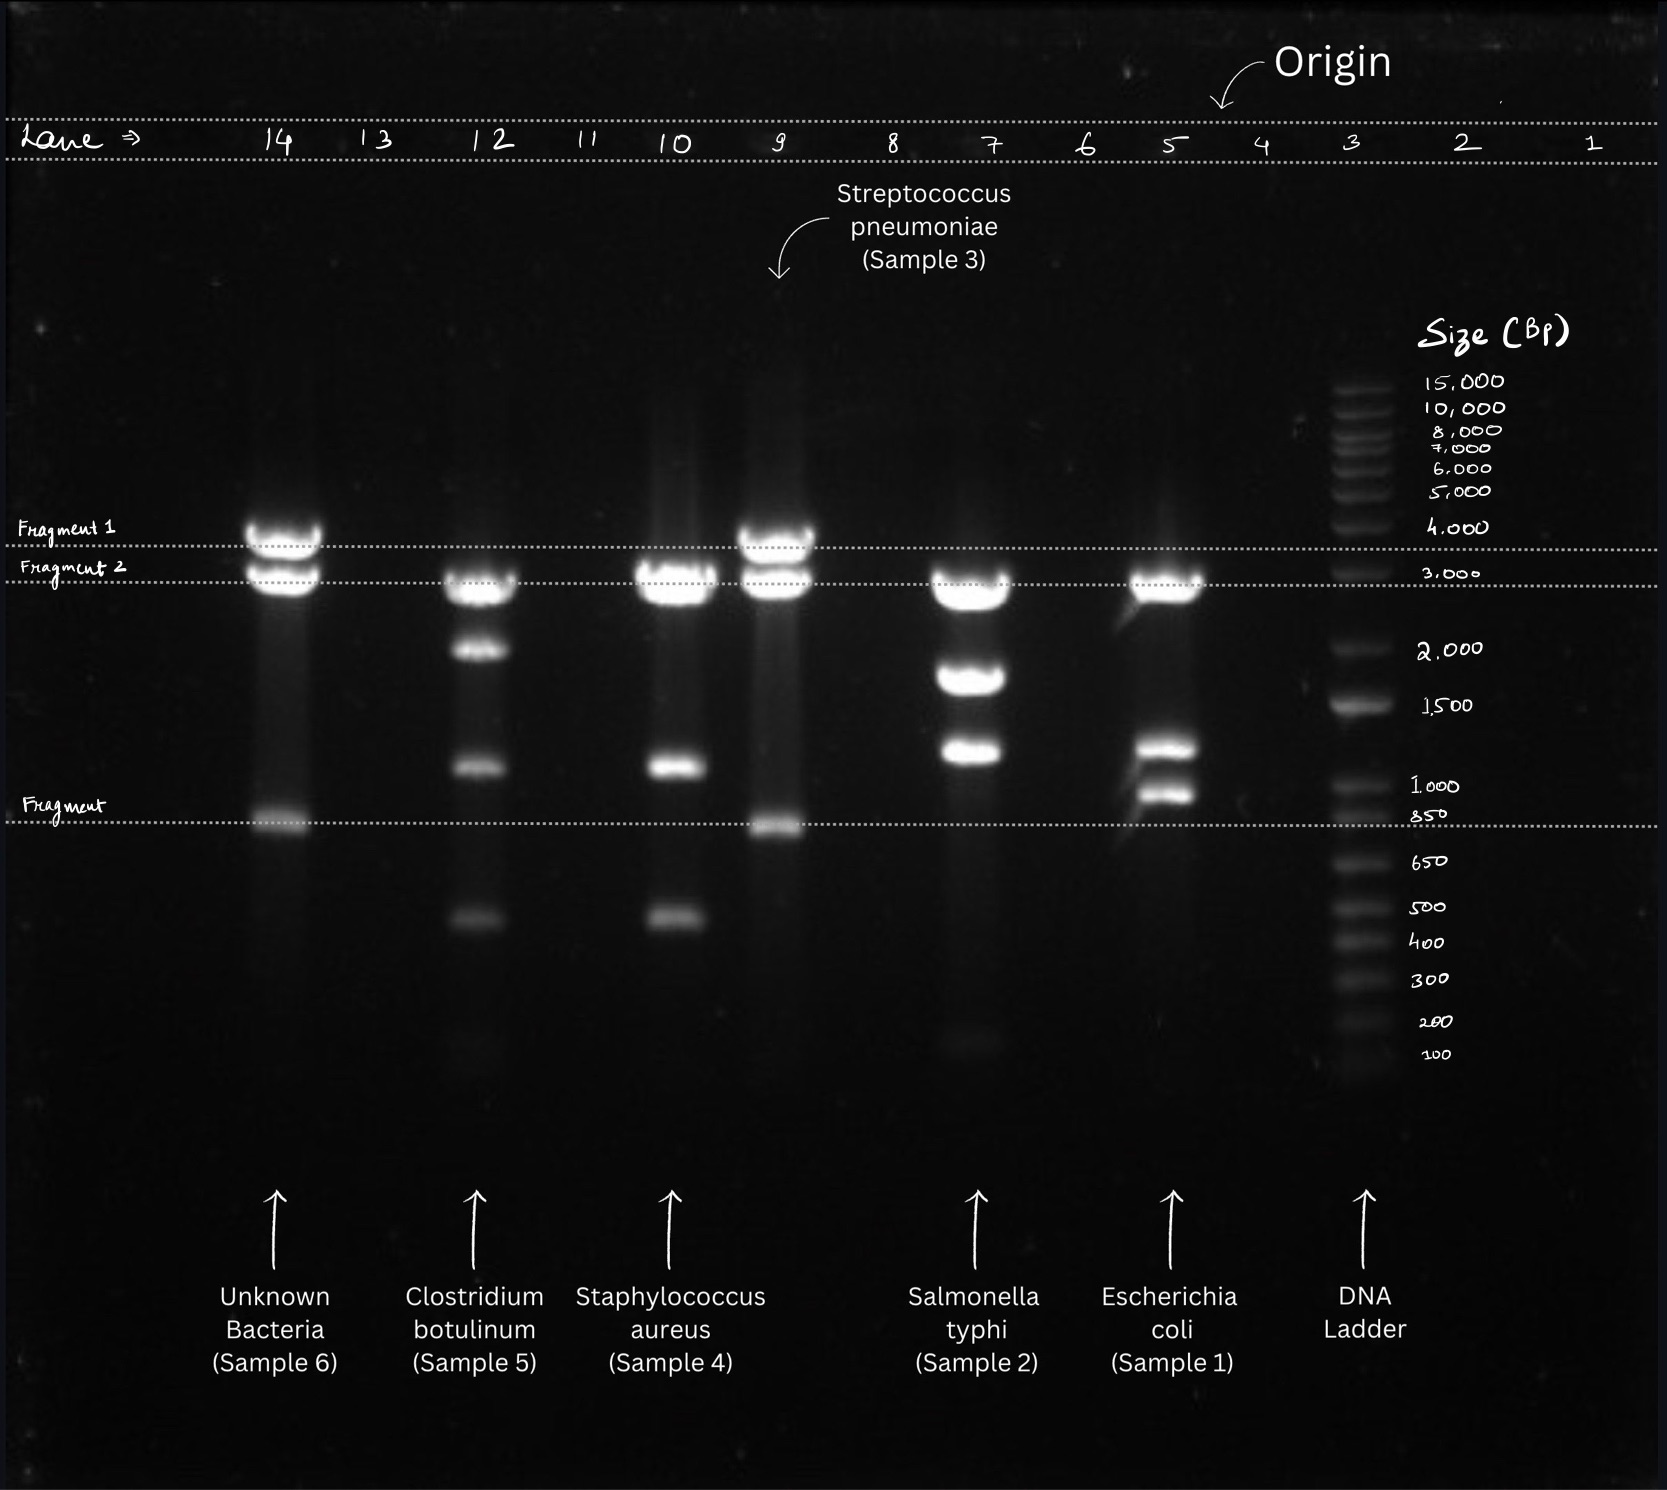 Origin
Lane ⇒ 14 13 12 11 10 9 8 7 6 5 4 3 2 1
Streptococcus
pneumoniae
(Sample 3)
Size (Bp)
15,000
10,000
8,000
7,000
6.000
5,000
Fragment 1
4.000
Fragment 2
3,000
2.000
1,500
1.000
Fragment
850
650
500
400
300
200
100
Unknown
Bacteria
(Sample 6)
Clostridium
botulinum
(Sample 5)
Staphylococcus
aureus
(Sample 4)
Salmonella
typhi
(Sample 2)
Escherichia
coli
(Sample 1)
DNA
Ladder